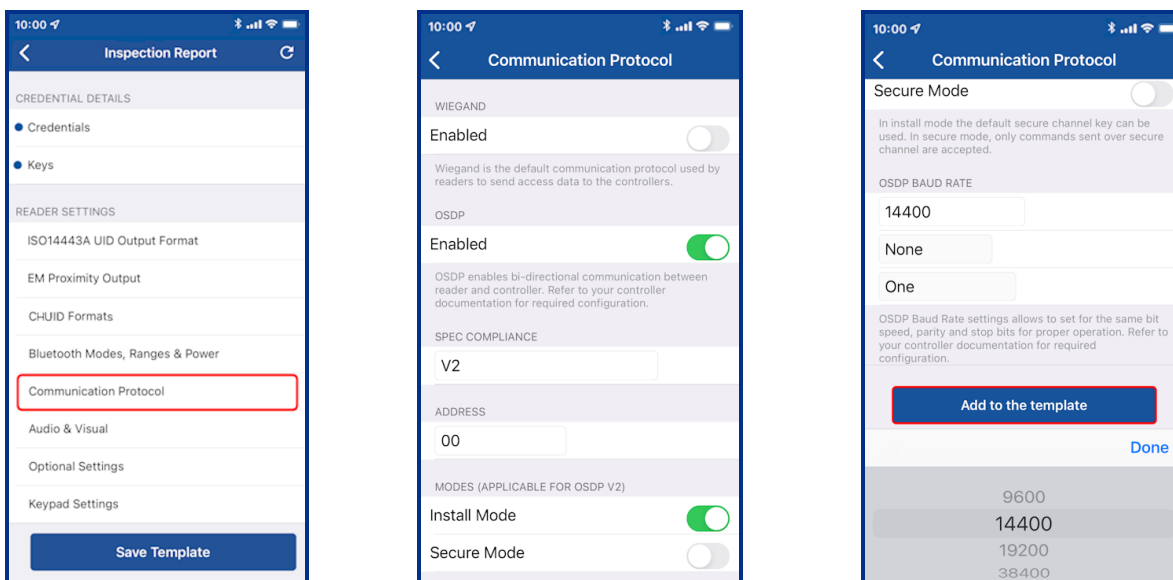 10:00
Inspection Report
CREDENTIAL DETAILS
Credentials
Keys
READER SETTINGS
ISO14443A UID Output Format
EM Proximity Output
CHUID Formats
Bluetooth Modes, Ranges & Power
Communication Protocol
Audio & Visual
Optional Settings
Keypad Settings
Save Template
10:00
Communication Protocol
WIEGAND
Enabled
Wiegand is the default communication protocol used by
readers to send access data to the controllers.
OSDP
Enabled
OSDP enables bi-directional communication between
reader and controller. Refer to your controller
documentation for required configuration.
SPEC COMPLIANCE
V2
ADDRESS
00
MODES (APPLICABLE FOR OSDP V2)
Install Mode
Secure Mode
10:00
Communication Protocol
Secure Mode
In install mode the default secure channel key can be
used. In secure mode, only commands sent over secure
channel are accepted.
OSDP BAUD RATE
14400
None
One
OSDP Baud Rate settings allows to set for the same bit
speed, parity and stop bits for proper operation. Refer to
your controller documentation for required
configuration.
Add to the template
Done
9600
14400
19200
38400